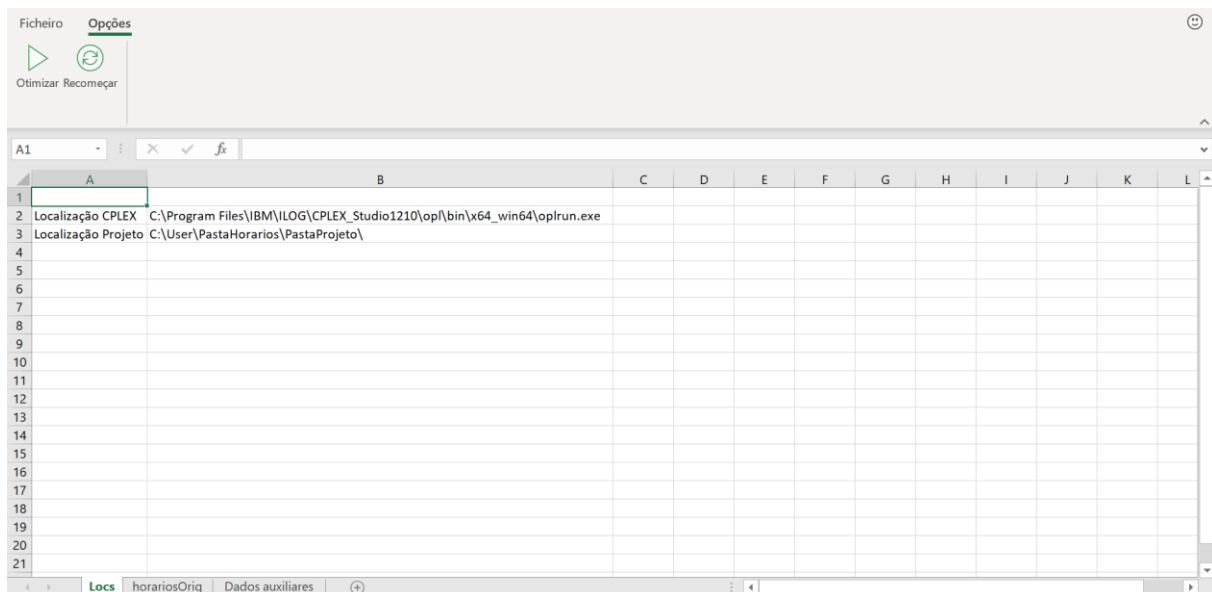 Ficheiro Opções
Otimizar Recomeçar
A1 fx
A B C D E F G H I J K L
1
2 Localização CPLEX C:\Program Files\IBM\ILOG\CPLEX_Studio1210\opl\bin\x64_win64\oplrun.exe
3 Localização Projeto C:\User\PastaHorarios\PastaProjeto\
4
5
6
7
8
9
10
11
12
13
14
15
16
17
18
19
20
21
Locs horariosOrig Dados auxiliares